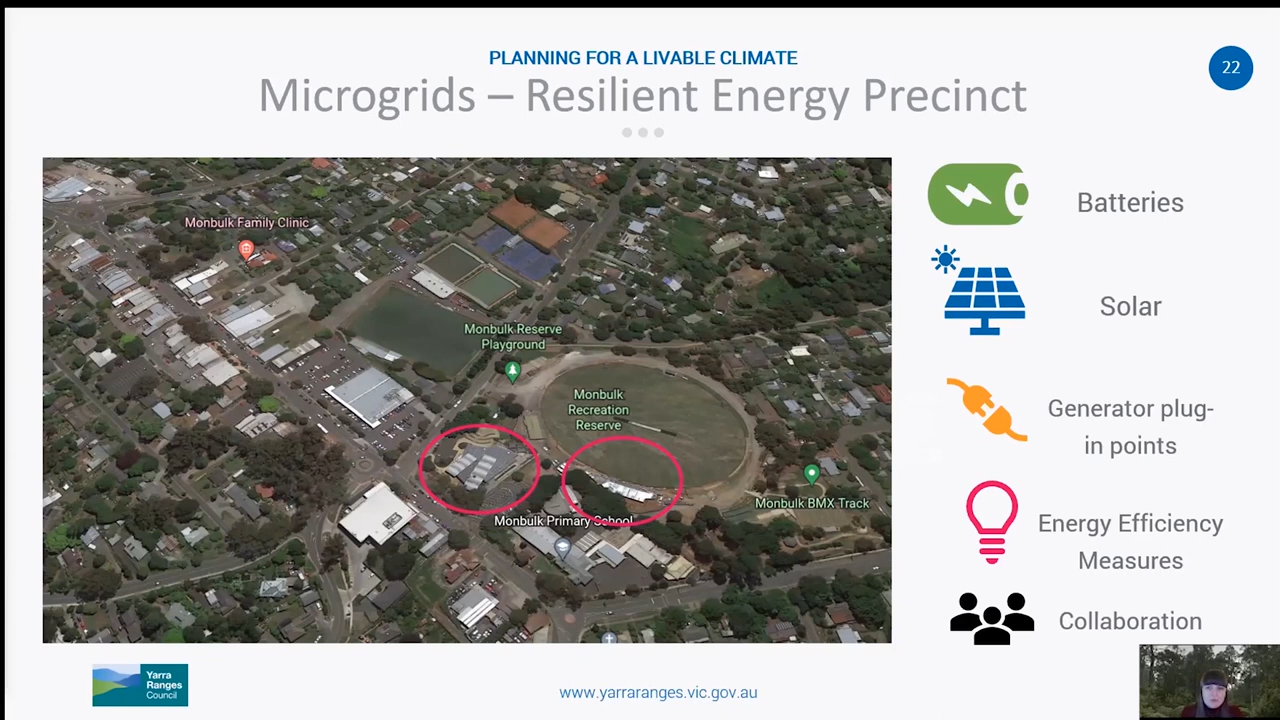 PLANNING FOR A LIVABLE CLIMATE
22
Microgrids – Resilient Energy Precinct
Monbulk Family Clinic
Monbulk Reserve
Playground
Monbulk
Recreation
Reserve
Monbulk BMX Track
Monbulk Primary School
Batteries
Solar
Generator plug-
in points
Energy Efficiency
Measures
Collaboration
Yarra
Ranges
Council
www.yarraranges.vic.gov.au